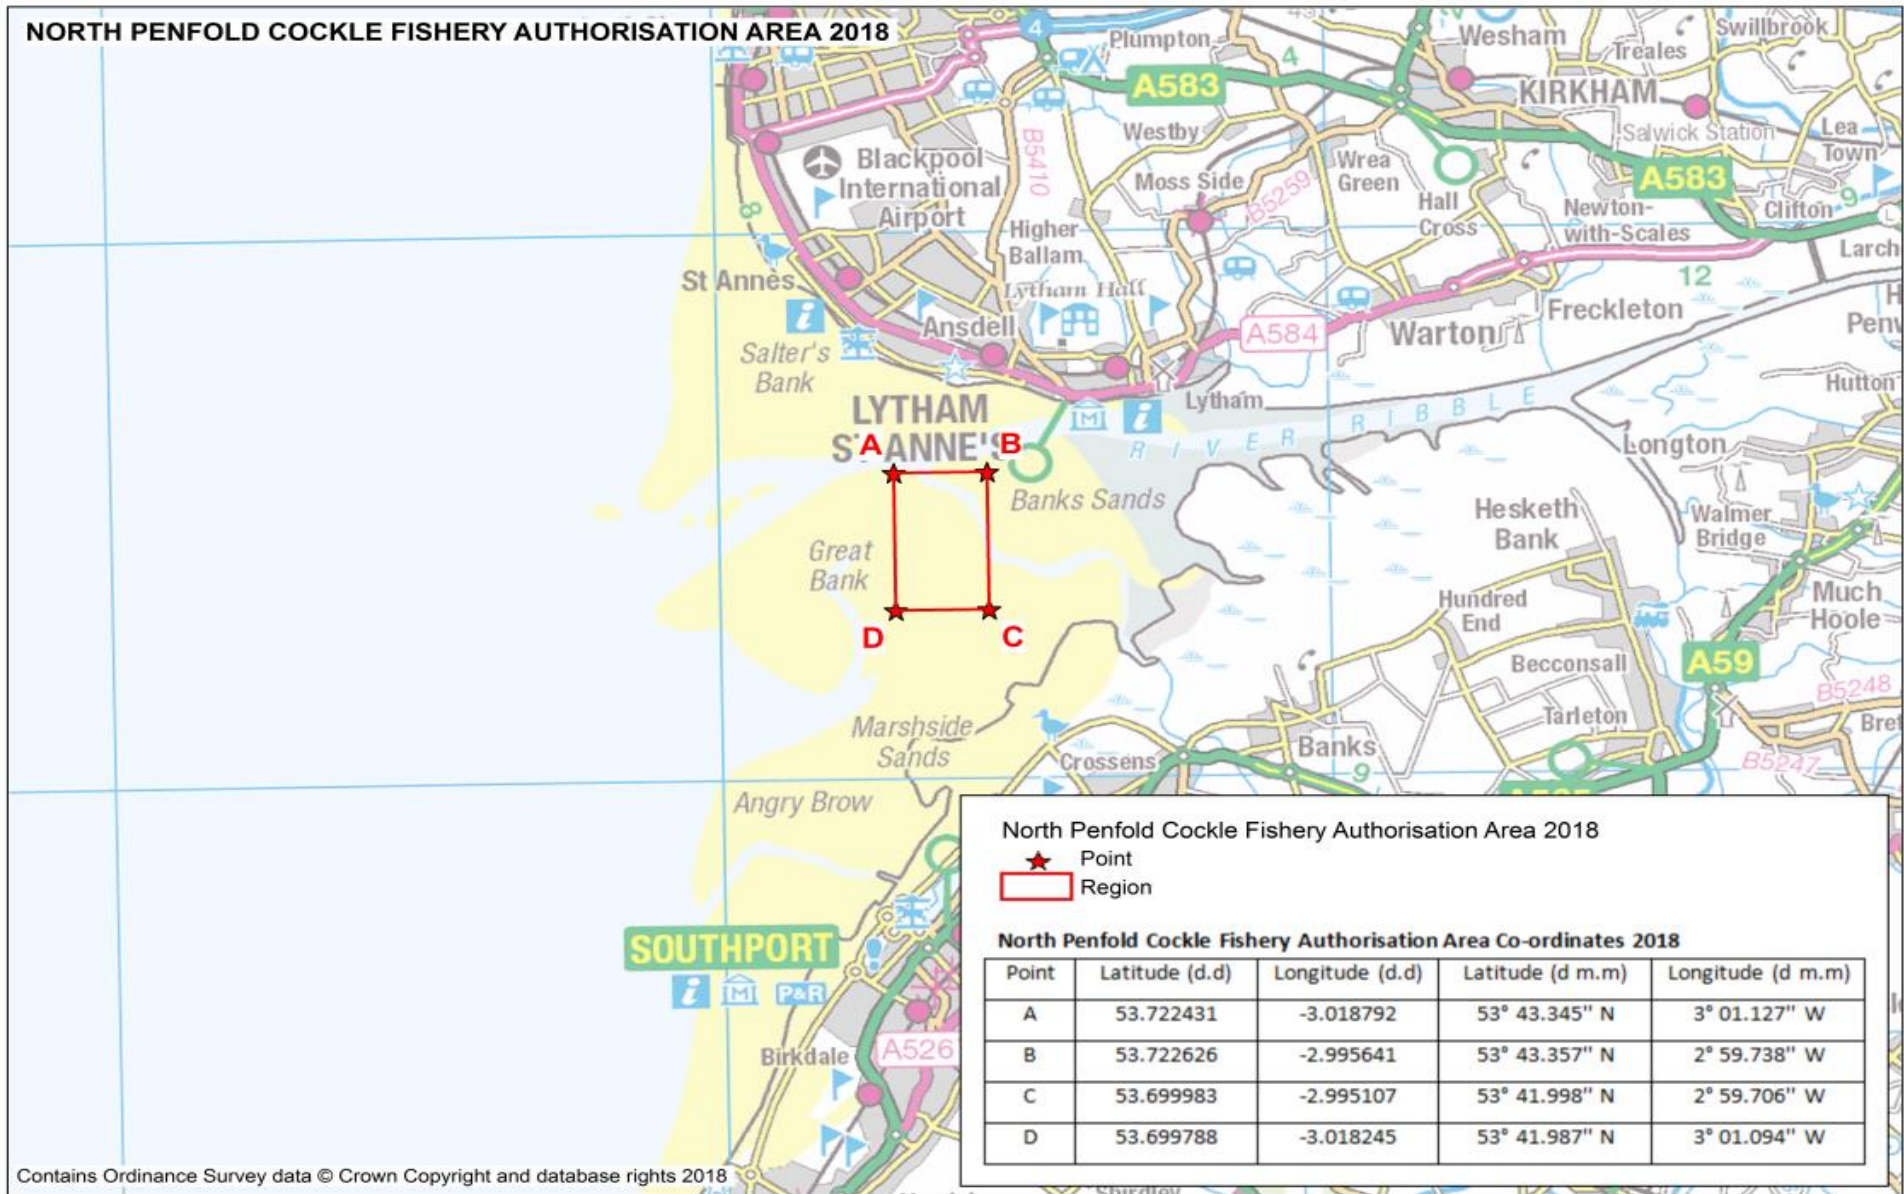 NORTH PENFOLD COCKLE FISHERY AUTHORISATION AREA 2018
4
Plumpton
A583
4
Wesham
Treales
Swillbrook
KIRKHAM
Salwick Station
Lea
Town
Westby
B5410
Blackpool
International
Airport
Moss Side
B5259
Wrea
Green
Hall
Cross
A583
9
Newton-
with-Scales
Clifton
Larch
8
Higher
Ballam
St Annes
Lytham Hall
12
Freckleton
Ansdell
A584
Warton
Salter's
Bank
Hutton
LYTHAM
Lytham
RIVER RIBBLE
A
B
Longton
Banks Sands
Hesketh
Bank
Walmer
Bridge
Great
Bank
Hundred
End
Much
Hoole
D
C
Becconsall
A59
B5248
Marshside
Sands
Tarleton
Crossens
Banks
9
B5247
Angry Brow
SOUTHPORT
i
M
P&R
Birkdale
A526
North Penfold Cockle Fishery Authorisation Area 2018
Point
Region
North Penfold Cockle Fishery Authorisation Area Co-ordinates 2018
Point Latitude (d.d) Longitude (d.d) Latitude (d m.m) Longitude (d m.m)
A 53.722431 -3.018792 53° 43.345" N 3° 01.127" W
B 53.722626 -2.995641 53° 43.357" N 2° 59.738" W
C 53.699983 -2.995107 53° 41.998" N 2° 59.706" W
D 53.699788 -3.018245 53° 41.987" N 3° 01.094" W
Contains Ordinance Survey data © Crown Copyright and database rights 2018